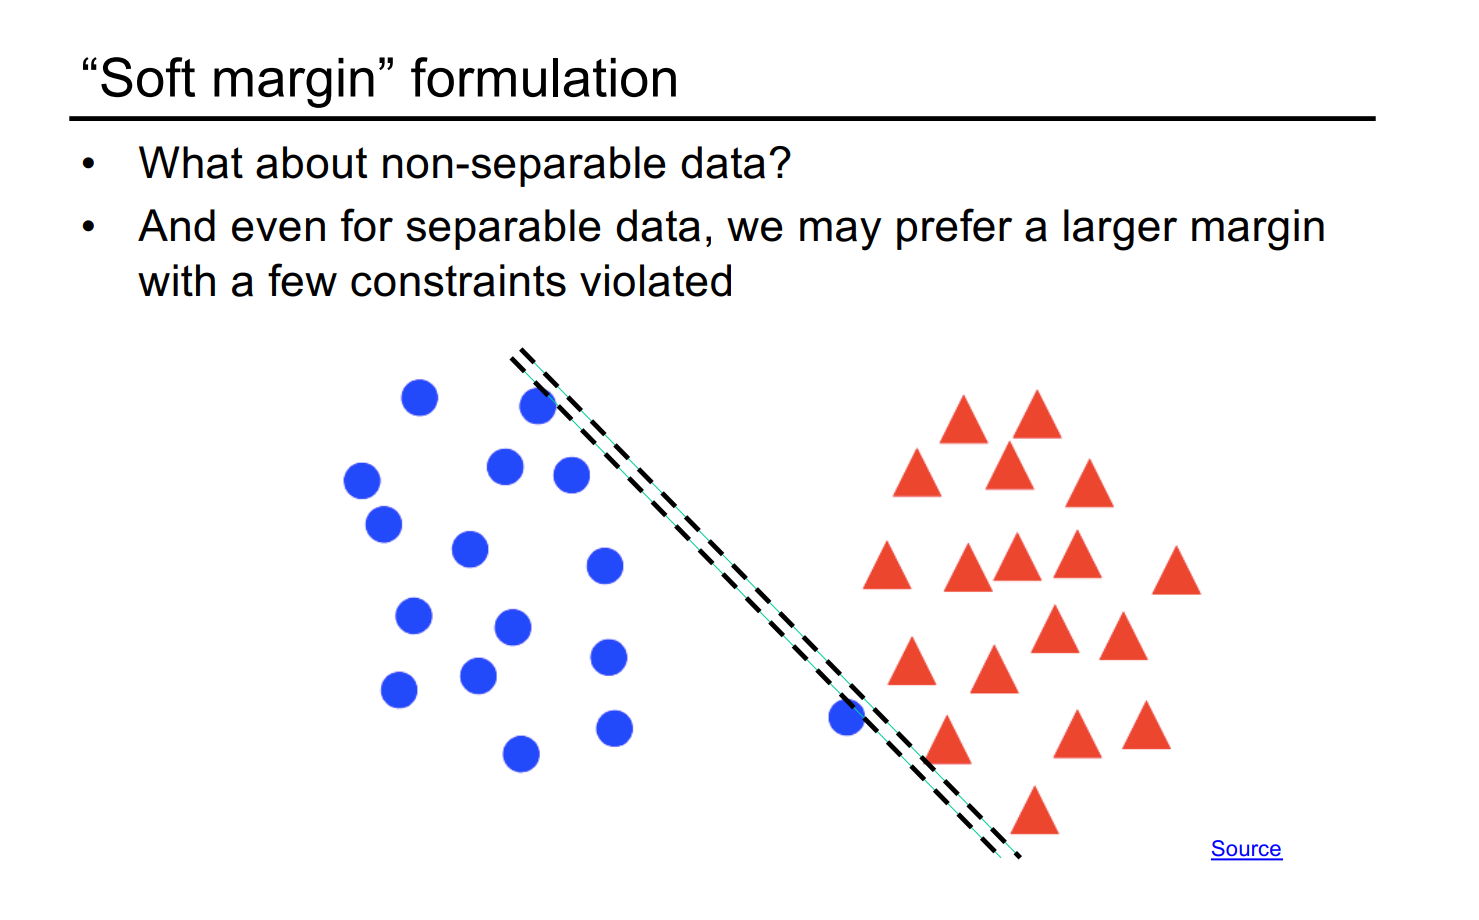 “Soft margin” formulation
• What about non-separable data?
• And even for separable data, we may prefer a larger margin
with a few constraints violated
Source